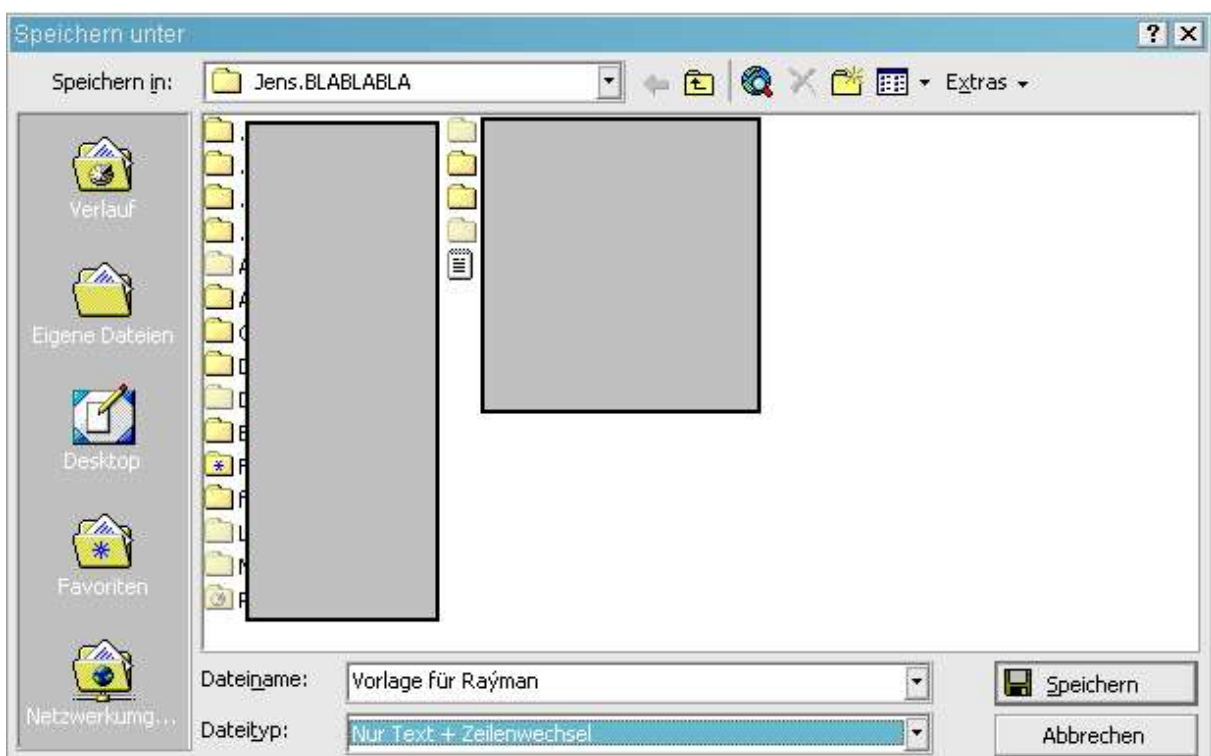 Speichern unter
Speichern in:
Jens.BLABLABLA
Extras
Verlauf
Eigene Dateien
Desktop
Favoriten
Netzwerkumg...
Dateiname:
Vorlage für Raýman
Speichern
Dateityp:
Nur Text + Zeilenwechsel
Abbrechen